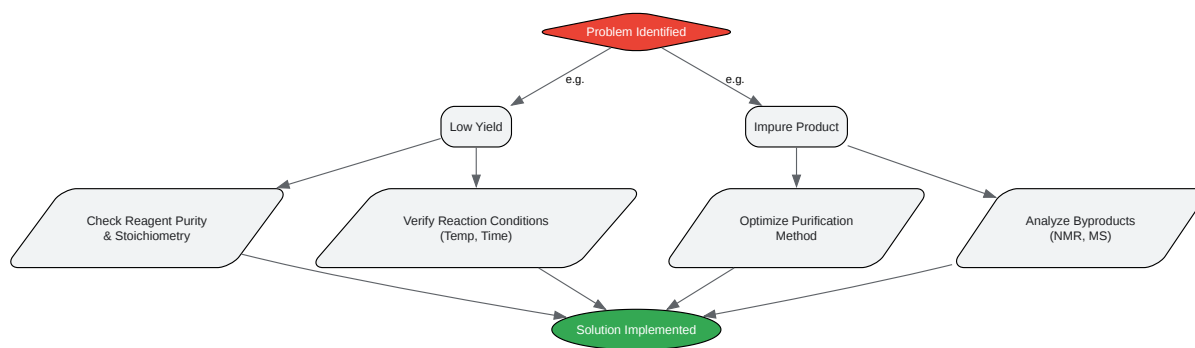 Problem Identified
e.g.
e.g.
Low Yield
Impure Product
Check Reagent Purity
& Stoichiometry
Verify Reaction Conditions
(Temp, Time)
Optimize Purification
Method
Analyze Byproducts
(NMR, MS)
Solution Implemented